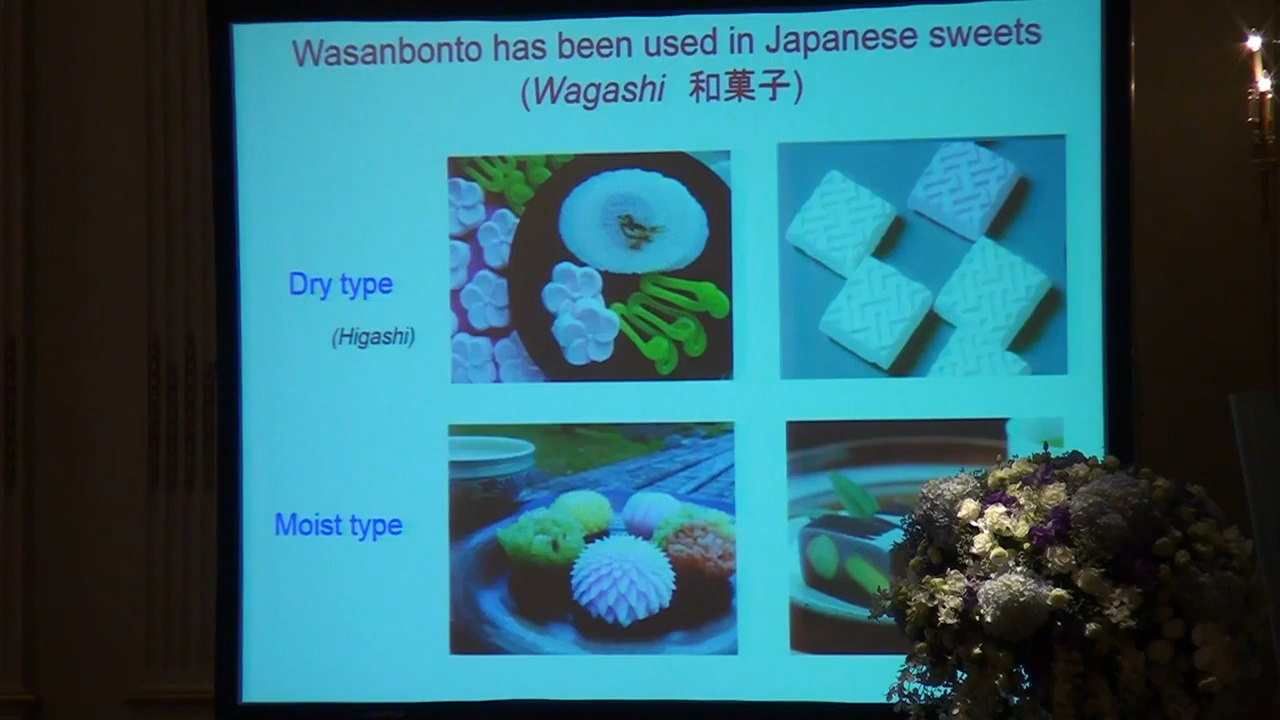 Wasanbonto has been used in Japanese sweets
(Wagashi 和菓子)
Dry type
(Higashi)
Moist type